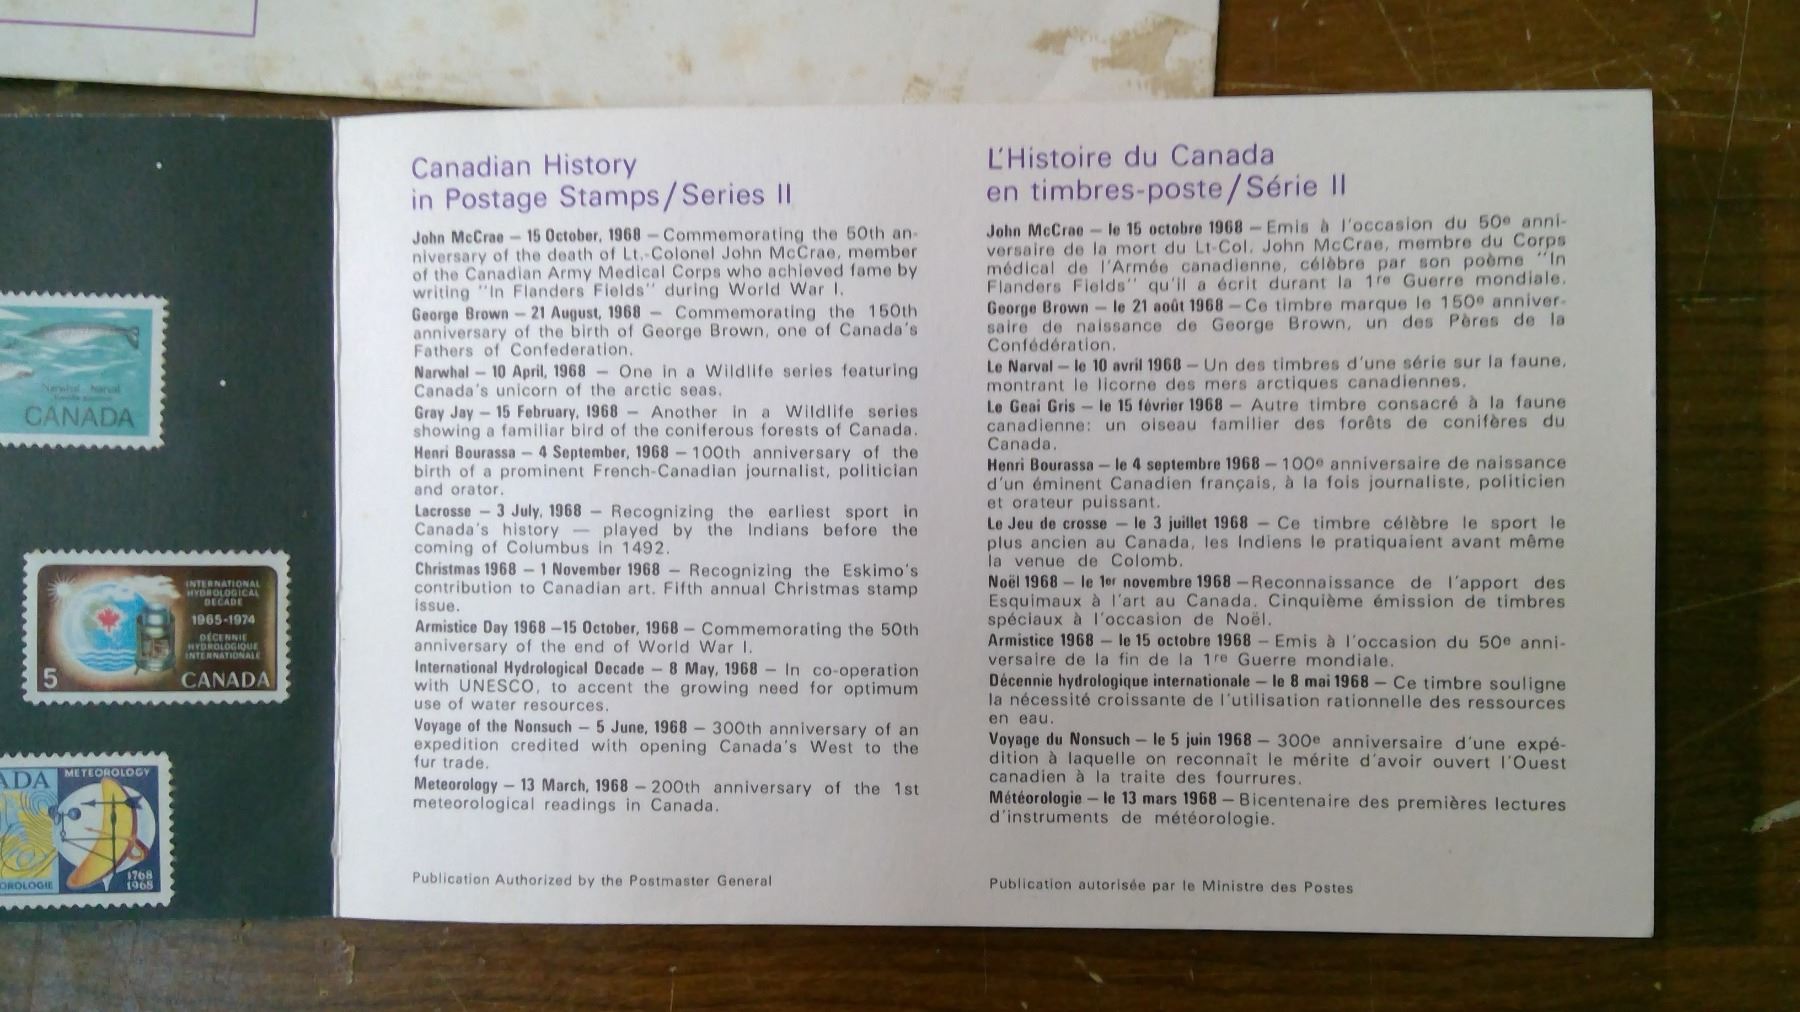 Narwhal Narval
CANADA
INTERNATIONAL
HYDROLOGICAL
DECADE
1965-1974
DÉCENNIE
HYDROLOGIQUE
INTERNATIONALE
5 CANADA
ADA METEOROLOGY
1768
1968
OROLOGIE
Canadian History
in Postage Stamps/Series II
John McCrae – 15 October, 1968 – Commemorating the 50th an-
niversary of the death of Lt.-Colonel John McCrae, member
of the Canadian Army Medical Corps who achieved fame by
writing "In Flanders Fields" during World War I.
George Brown – 21 August, 1968 – Commemorating the 150th
anniversary of the birth of George Brown, one of Canada's
Fathers of Confederation.
Narwhal – 10 April, 1968 – One in a Wildlife series featuring
Canada's unicorn of the arctic seas.
Gray Jay – 15 February, 1968 – Another in a Wildlife series
showing a familiar bird of the coniferous forests of Canada.
Henri Bourassa – 4 September, 1968 – 100th anniversary of the
birth of a prominent French-Canadian journalist, politician
and orator.
Lacrosse – 3 July, 1968 – Recognizing the earliest sport in
Canada's history — played by the Indians before the
coming of Columbus in 1492.
Christmas 1968 – 1 November 1968 – Recognizing the Eskimo's
contribution to Canadian art. Fifth annual Christmas stamp
issue.
Armistice Day 1968 –15 October, 1968 – Commemorating the 50th
anniversary of the end of World War I.
International Hydrological Decade – 8 May, 1968 – In co-operation
with UNESCO, to accent the growing need for optimum
use of water resources.
Voyage of the Nonsuch – 5 June, 1968 – 300th anniversary of an
expedition credited with opening Canada's West to the
fur trade.
Meteorology – 13 March, 1968 – 200th anniversary of the 1st
meteorological readings in Canada.
Publication Authorized by the Postmaster General
L'Histoire du Canada
en timbres-poste/Série II
John McCrae – le 15 octobre 1968 – Emis à l'occasion du 50e anni-
versaire de la mort du Lt-Col. John McCrae, membre du Corps
médical de l'Armée canadienne, célèbre par son poème "In
Flanders Fields" qu'il a écrit durant la 1re Guerre mondiale.
George Brown – le 21 août 1968 – Ce timbre marque le 150e anniver-
saire de naissance de George Brown, un des Pères de la
Confédération.
Le Narval – le 10 avril 1968 – Un des timbres d'une série sur la faune,
montrant le licorne des mers arctiques canadiennes.
Le Geai Gris – le 15 février 1968 – Autre timbre consacré à la faune
canadienne: un oiseau familier des forêts de conifères du
Canada.
Henri Bourassa – le 4 septembre 1968 – 100e anniversaire de naissance
d'un éminent Canadien français, à la fois journaliste, politicien
et orateur puissant.
Le Jeu de crosse – le 3 juillet 1968 – Ce timbre célèbre le sport le
plus ancien au Canada, les Indiens le pratiquaient avant même
la venue de Colomb.
Noël 1968 – le 1er novembre 1968 – Reconnaissance de l'apport des
Esquimaux à l'art au Canada. Cinquième émission de timbres
spéciaux à l'occasion de Noël.
Armistice 1968 – le 15 octobre 1968 – Emis à l'occasion du 50e anni-
versaire de la fin de la 1re Guerre mondiale.
Décennie hydrologique internationale – le 8 mai 1968 – Ce timbre souligne
la nécessité croissante de l'utilisation rationnelle des ressources
en eau.
Voyage du Nonsuch – le 5 juin 1968 – 300e anniversaire d'une expé-
dition à laquelle on reconnait le mérite d'avoir ouvert l'Ouest
canadien à la traite des fourrures.
Météorologie – le 13 mars 1968 – Bicentenaire des premières lectures
d'instruments de météorologie.
Publication autorisée par le Ministre des Postes